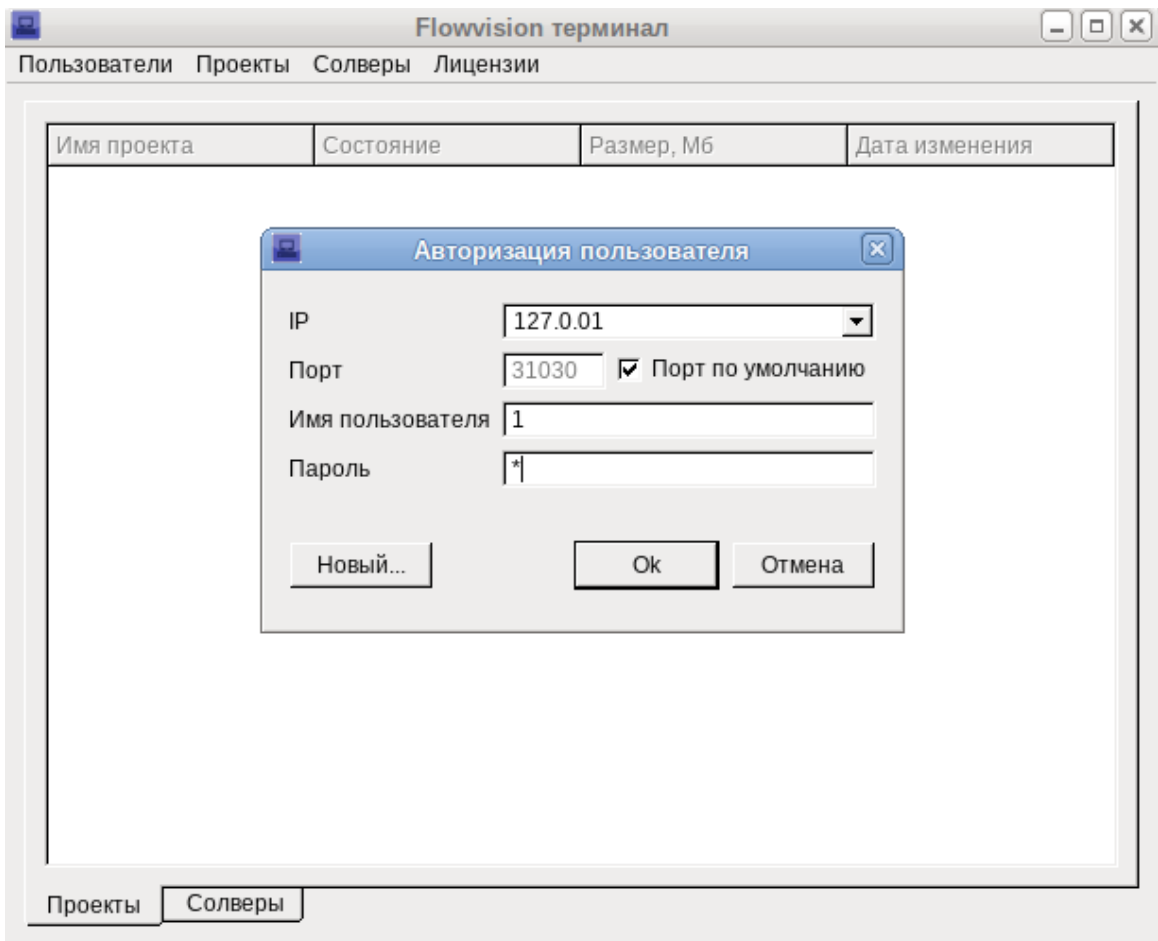 Flowvision терминал
Пользователи Проекты Солверы Лицензии
Имя проекта Состояние Размер, Мб Дата изменения
Авторизация пользователя
IP 127.0.01
Порт 31030 Порт по умолчанию
Имя пользователя 1
Пароль *
Новый... Ok Отмена
Проекты Солверы